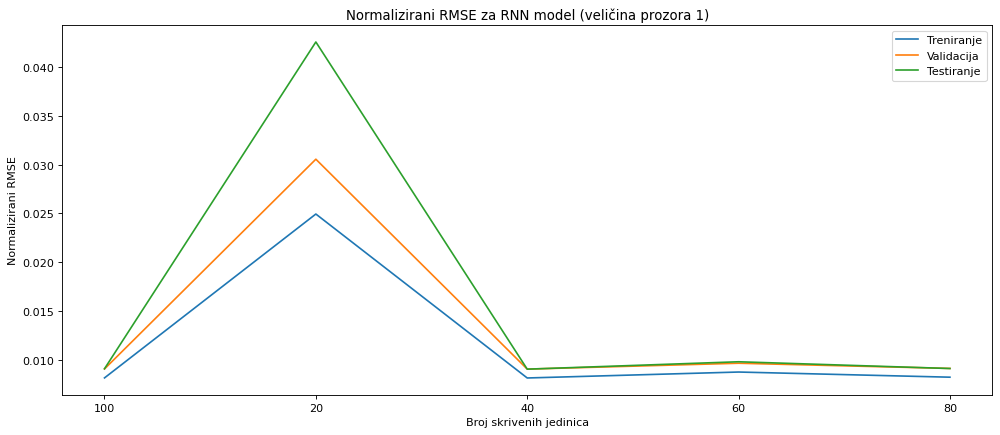 Normalizirani RMSE za RNN model (veličina prozora 1)
Treniranje
Validacija
Testiranje
Normalizirani RMSE
0.040
0.035
0.030
0.025
0.020
0.015
0.010
100 20 40 60 80
Broj skrivenih jedinica